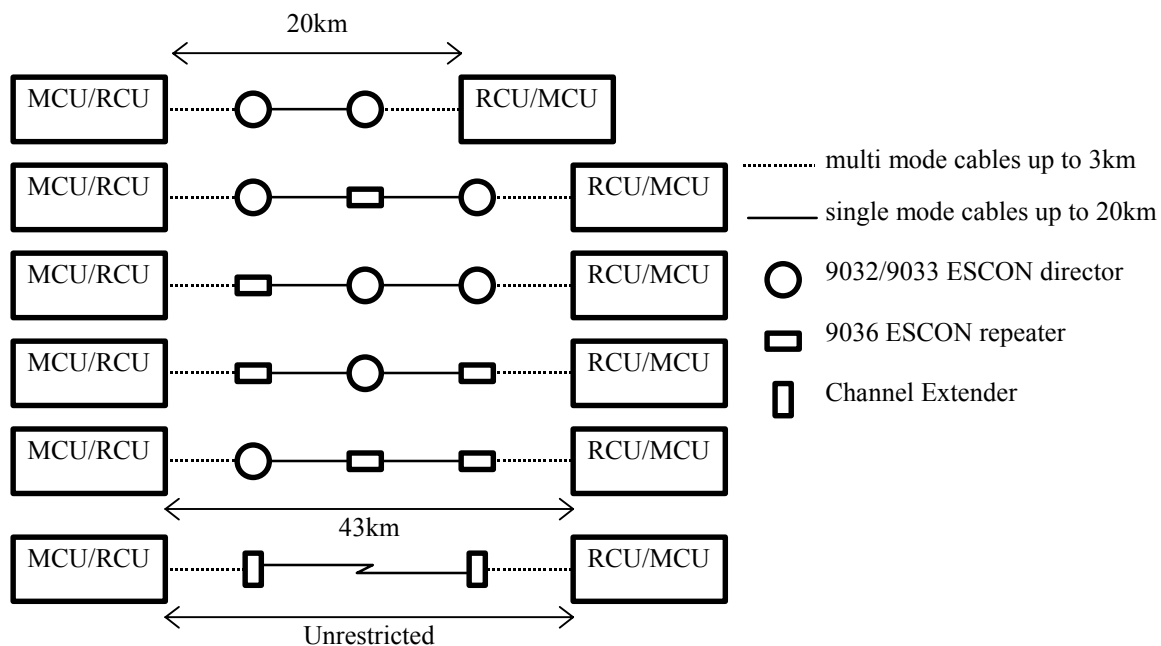 20km
MCU/RCU
RCU/MCU
MCU/RCU
RCU/MCU
multi mode cables up to 3km
single mode cables up to 20km
MCU/RCU
RCU/MCU
9032/9033 ESCON director
9036 ESCON repeater
MCU/RCU
RCU/MCU
Channel Extender
MCU/RCU
RCU/MCU
43km
MCU/RCU
RCU/MCU
Unrestricted